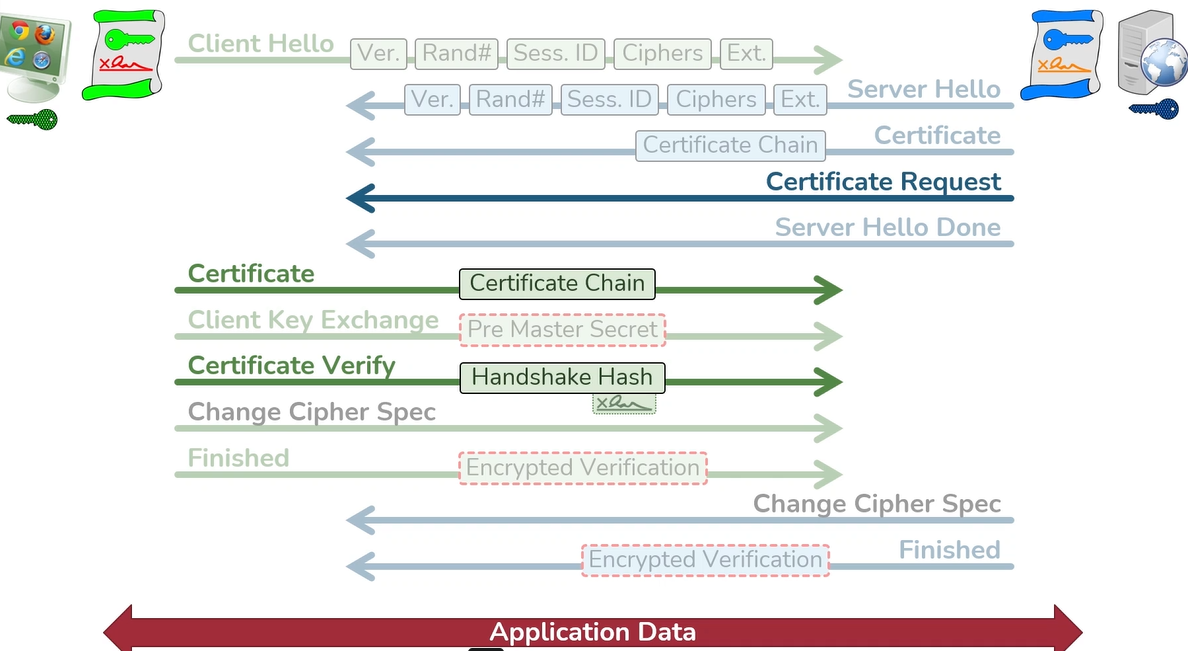 Client Hello Ver. Rand# Sess. ID Ciphers Ext.
Ver. Rand# Sess. ID Ciphers Ext. Server Hello
Certificate Chain Certificate
Certificate Request
Server Hello Done
Certificate Certificate Chain
Client Key Exchange Pre Master Secret
Certificate Verify Handshake Hash
Change Cipher Spec
Finished Encrypted Verification
Change Cipher Spec
Encrypted Verification Finished
Application Data